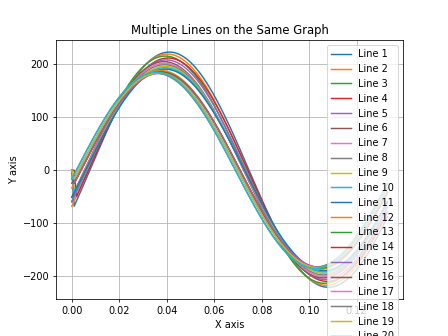 Multiple Lines on the Same Graph
Y axis
200
100
0
−100
−200
0.00
0.02
0.04
0.06
0.08
0.10
X axis
Line 1
Line 2
Line 3
Line 4
Line 5
Line 6
Line 7
Line 8
Line 9
Line 10
Line 11
Line 12
Line 13
Line 14
Line 15
Line 16
Line 17
Line 18
Line 19
Line 20